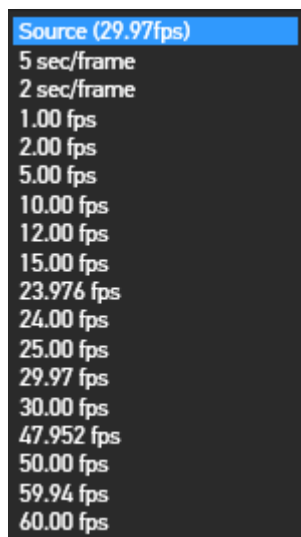 Source (29.97fps)
5 sec/frame
2 sec/frame
1.00 fps
2.00 fps
5.00 fps
10.00 fps
12.00 fps
15.00 fps
23.976 fps
24.00 fps
25.00 fps
29.97 fps
30.00 fps
47.952 fps
50.00 fps
59.94 fps
60.00 fps